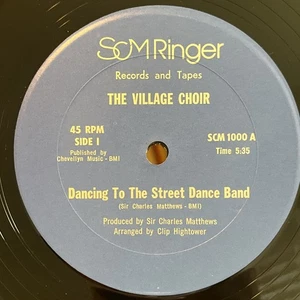 SCMRinger
Records and Tapes
THE VILLAGE CHOIR
45 RPM
SIDE I
Published by
Chevellyn Music - BMI
SCM 1000 A
Time 5:35
Dancing To The Street Dance Band
(Sir Charles Matthews - BMI)
Produced by Sir Charles Matthews
Arranged by Clip Hightower